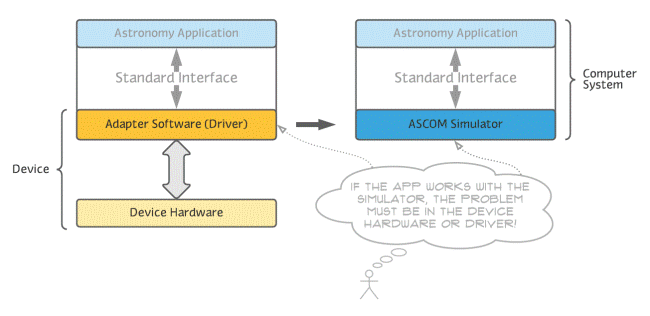 Astronomy Application
Astronomy Application
Standard Interface
Standard Interface
Computer
System
Adapter Software (Driver)
ASCOM Simulator
Device
IF THE APP WORKS WITH THE
SIMULATOR, THE PROBLEM
MUST BE IN THE DEVICE
HARDWARE OR DRIVER!
Device Hardware